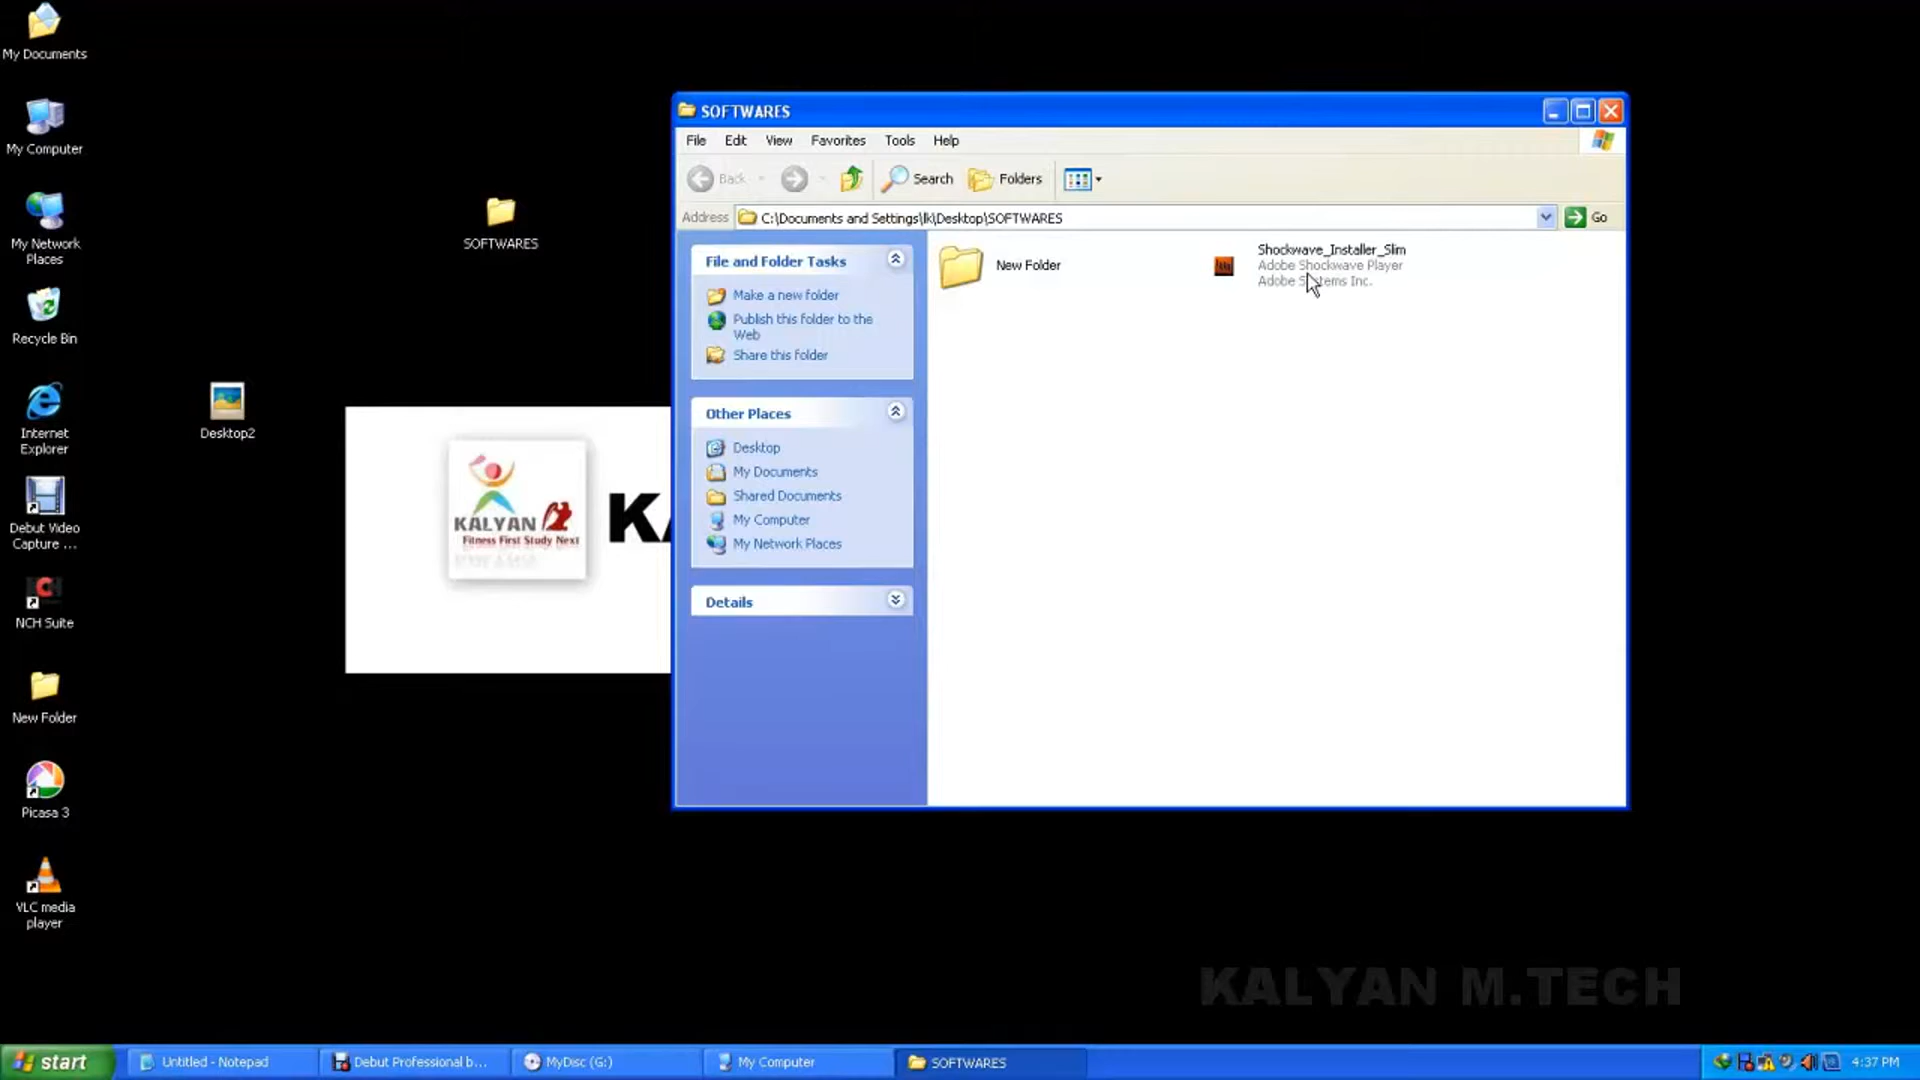 My Documents
My Computer
My Network
Places
Recycle Bin
Internet
Explorer
Debut Video
Capture ...
NCH Suite
New Folder
Picasa 3
VLC media
player
SOFTWARES
Desktop2
KALYAN
Fitness First Study Next
KA
SOFTWARES
File Edit View Favorites Tools Help
Back Search Folders
Address C:\Documents and Settings\lk\Desktop\SOFTWARES Go
File and Folder Tasks
Make a new folder
Publish this folder to the
Web
Share this folder
Other Places
Desktop
My Documents
Shared Documents
My Computer
My Network Places
Details
New Folder
Shockwave_Installer_Slim
Adobe Shockwave Player
Adobe Systems Inc.
KALYAN M.TECH
start Untitled - Notepad Debut Professional b... MyDisc (G:) My Computer SOFTWARES 4:37 PM